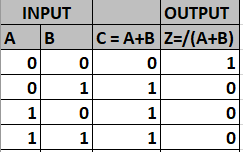 INPUT OUTPUT
A B C = A+B Z=/(A+B)
0 0 0 1
0 1 1 0
1 0 1 0
1 1 1 0